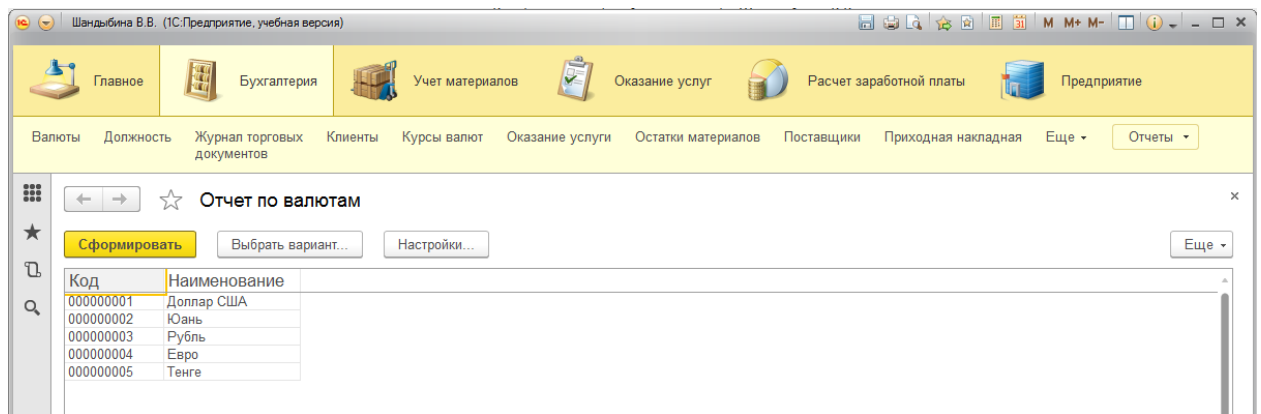 Шандыбина В.В. (1С:Предприятие, учебная версия)
M M+ M-
Главное
Бухгалтерия
Учет материалов
Оказание услуг
Расчет заработной платы
Предприятие
Валюты
Должность
Журнал торговых
документов
Клиенты
Курсы валют
Оказание услуги
Остатки материалов
Поставщики
Приходная накладная
Еще
Отчеты
Отчет по валютам
Сформировать
Выбрать вариант...
Настройки...
Еще
Код Наименование
000000001 Доллар США
000000002 Юань
000000003 Рубль
000000004 Евро
000000005 Тенге